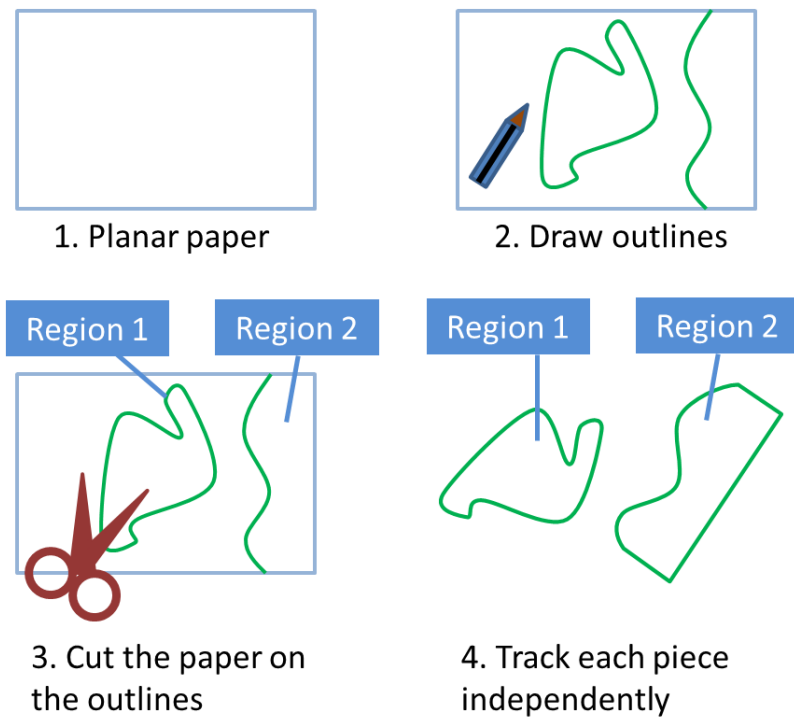 1. Planar paper
2. Draw outlines
Region 1
Region 2
Region 1
Region 2
3. Cut the paper on
the outlines
4. Track each piece
independently